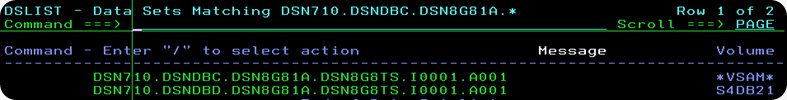 DSLIST - Data Sets Matching DSN710.DSNDBC.DSN8G81A.* Row 1 of 2
Command ===> Scroll ===> PAGE
Command - Enter "/" to select action Message Volume
DSN710.DSNDBC.DSN8G81A.DSN8G8TS.I0001.A001 *VSAM*
DSN710.DSNDBD.DSN8G81A.DSN8G8TS.I0001.A001 S4DB21